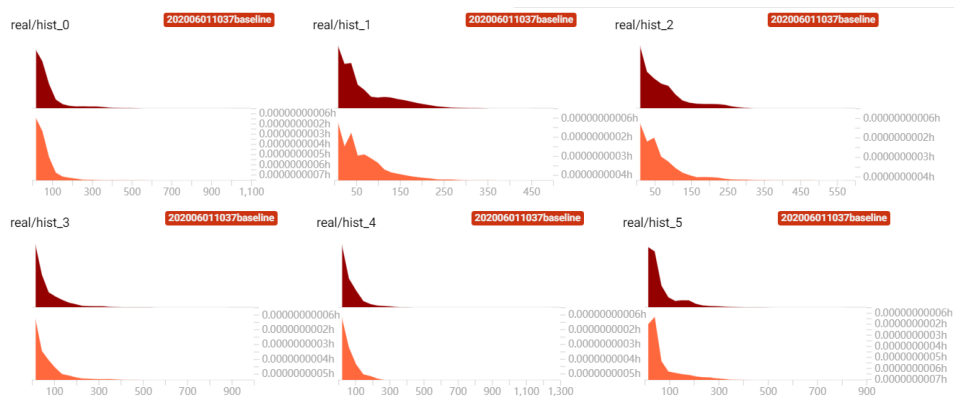 real/hist_0
202006011037baseline
0.00000000006h
0.0000000002h
0.0000000003h
0.0000000004h
0.0000000005h
0.0000000006h
0.0000000007h
100 300 500 700 900 1,100
real/hist_1
202006011037baseline
0.00000000006h
0.0000000002h
0.0000000003h
0.0000000004h
50 150 250 350 450
real/hist_2
202006011037baseline
0.00000000006h
0.0000000002h
0.0000000003h
0.0000000004h
50 150 250 350 450 550
real/hist_3
202006011037baseline
0.00000000006h
0.0000000002h
0.0000000003h
0.0000000004h
0.0000000005h
100 300 500 700 900
real/hist_4
202006011037baseline
0.00000000006h
0.0000000002h
0.0000000003h
0.0000000004h
0.0000000005h
100 300 500 700 900 1,100 1,300
real/hist_5
202006011037baseline
0.00000000006h
0.0000000002h
0.0000000003h
0.0000000004h
0.0000000005h
0.0000000006h
0.0000000007h
100 300 500 700 900